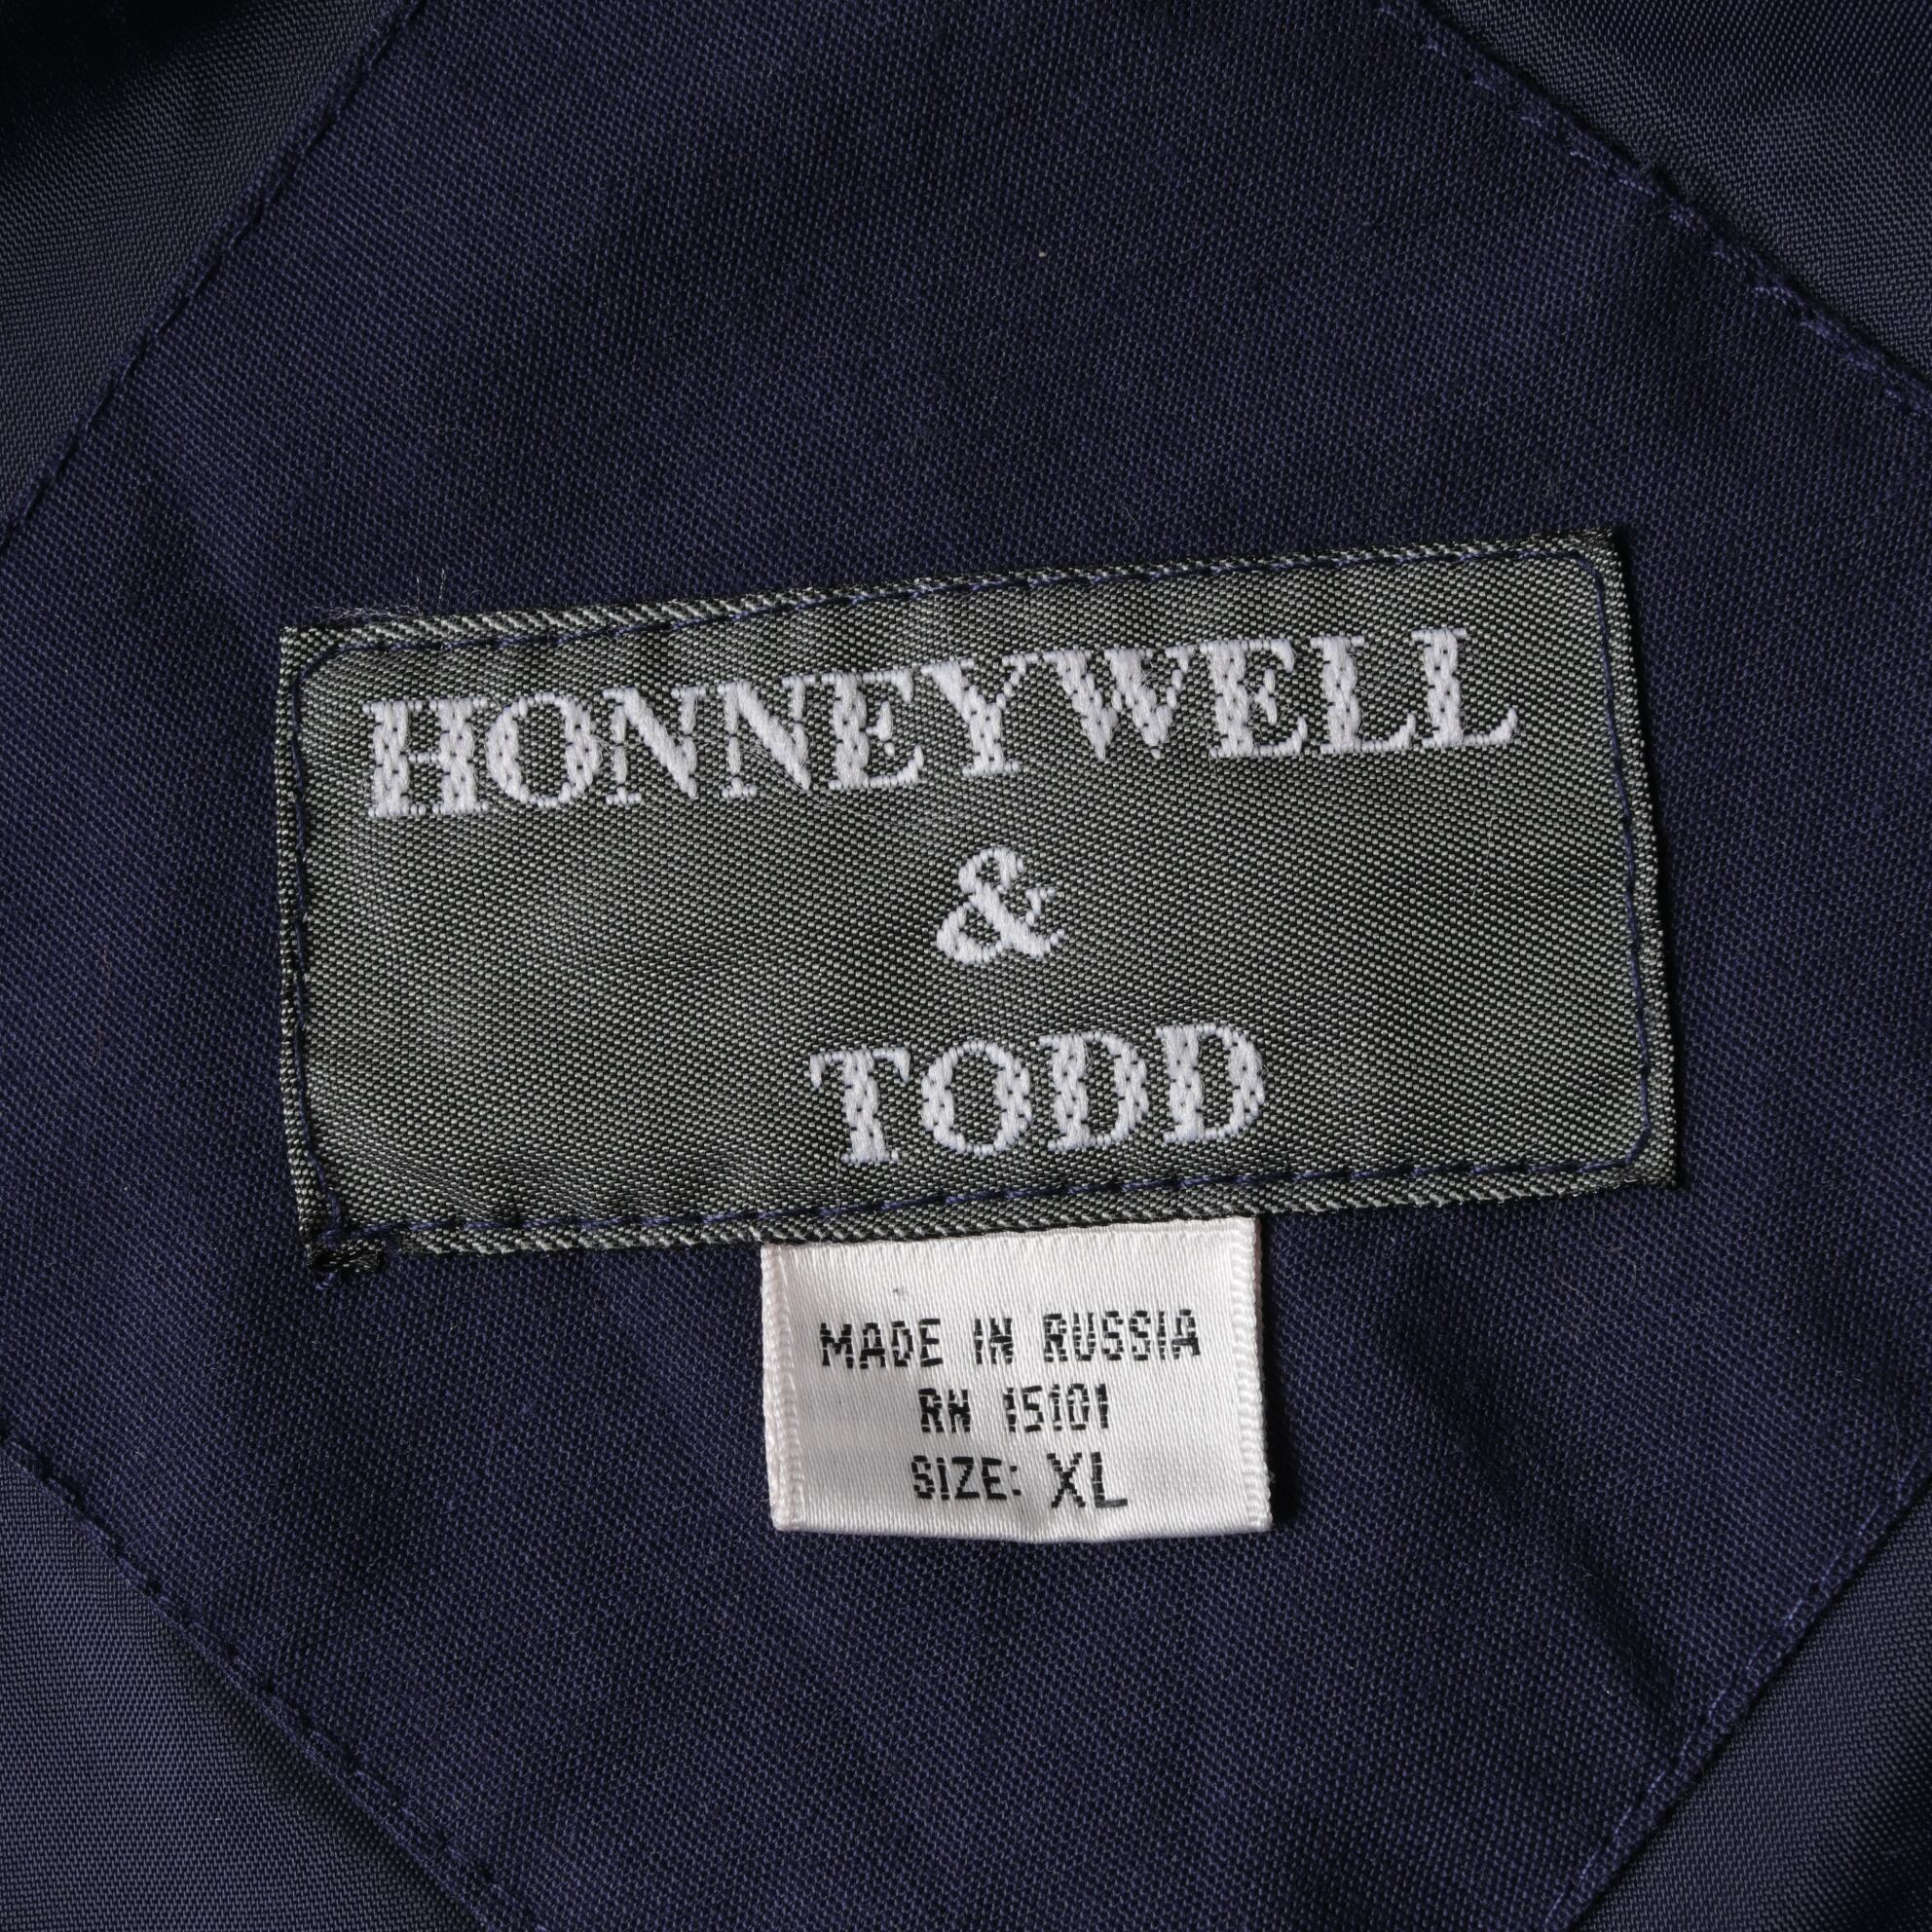 HONNEYWELL
&
TODD
MADE IN RUSSIA
RN 15101
SIZE: XL